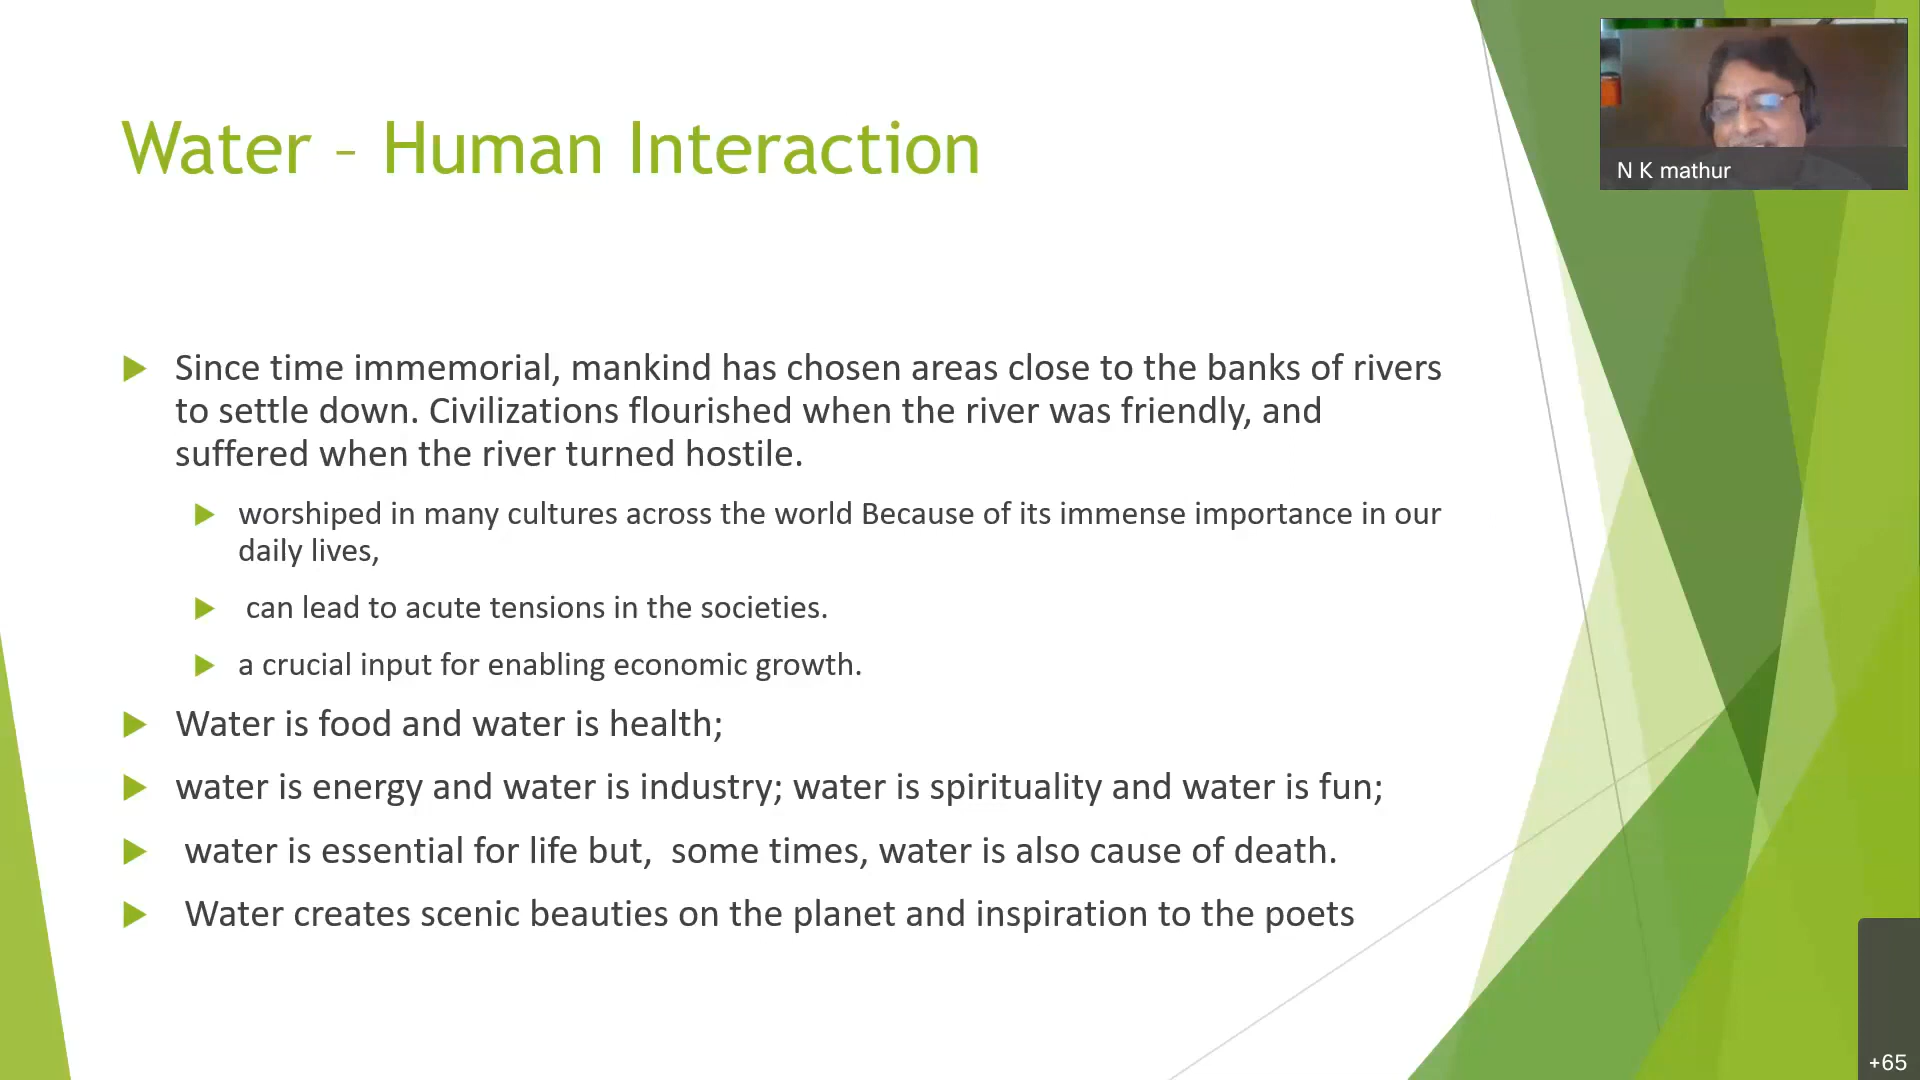 Water – Human Interaction
N K mathur
Since time immemorial, mankind has chosen areas close to the banks of rivers
to settle down. Civilizations flourished when the river was friendly, and
suffered when the river turned hostile.
worshiped in many cultures across the world Because of its immense importance in our
daily lives,
can lead to acute tensions in the societies.
a crucial input for enabling economic growth.
Water is food and water is health;
water is energy and water is industry; water is spirituality and water is fun;
water is essential for life but,  some times, water is also cause of death.
Water creates scenic beauties on the planet and inspiration to the poets
+65